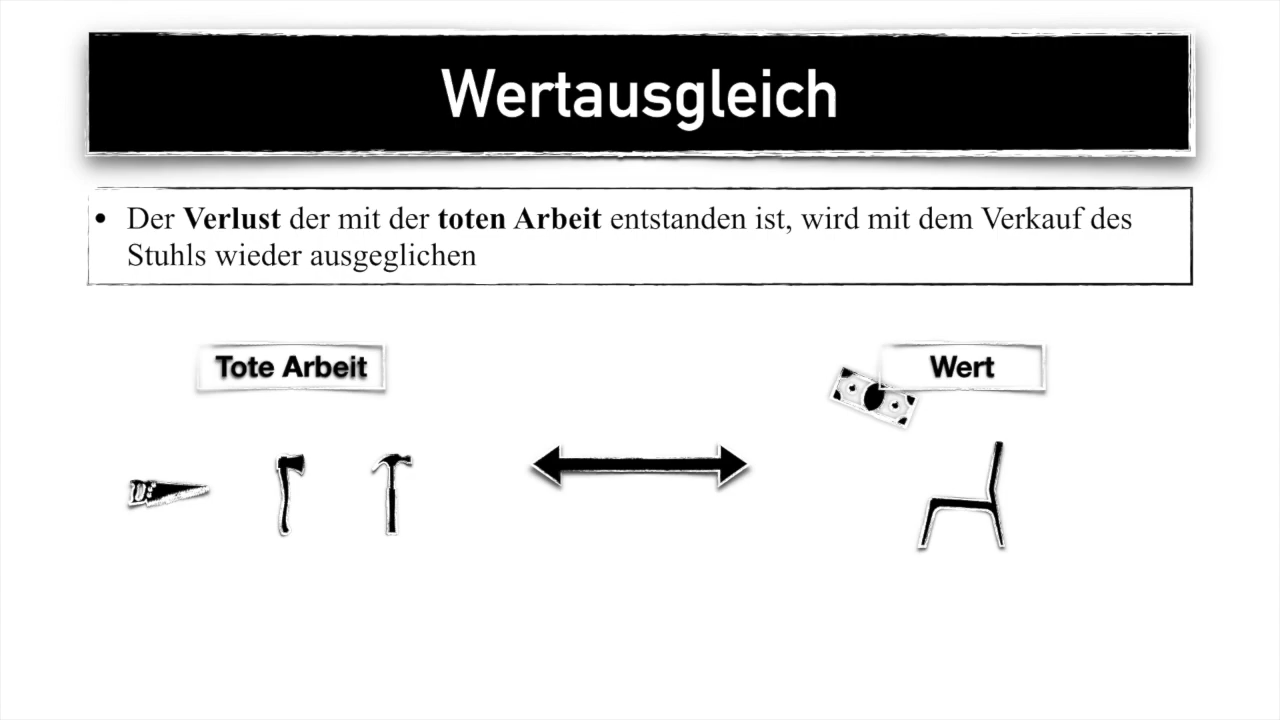 Wertausgleich
• Der Verlust der mit der toten Arbeit entstanden ist, wird mit dem Verkauf des
Stuhls wieder ausgeglichen
Tote Arbeit
Wert